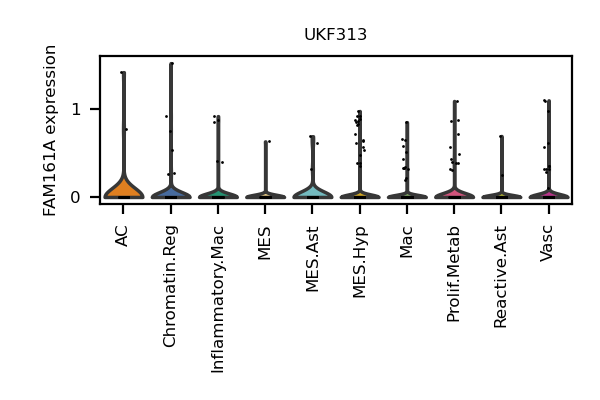 UKF313
FAM161A expression
1
0
AC
Chromatin.Reg
Inflammatory.Mac
MES
MES.Ast
MES.Hyp
Mac
Prolif.Metab
Reactive.Ast
Vasc